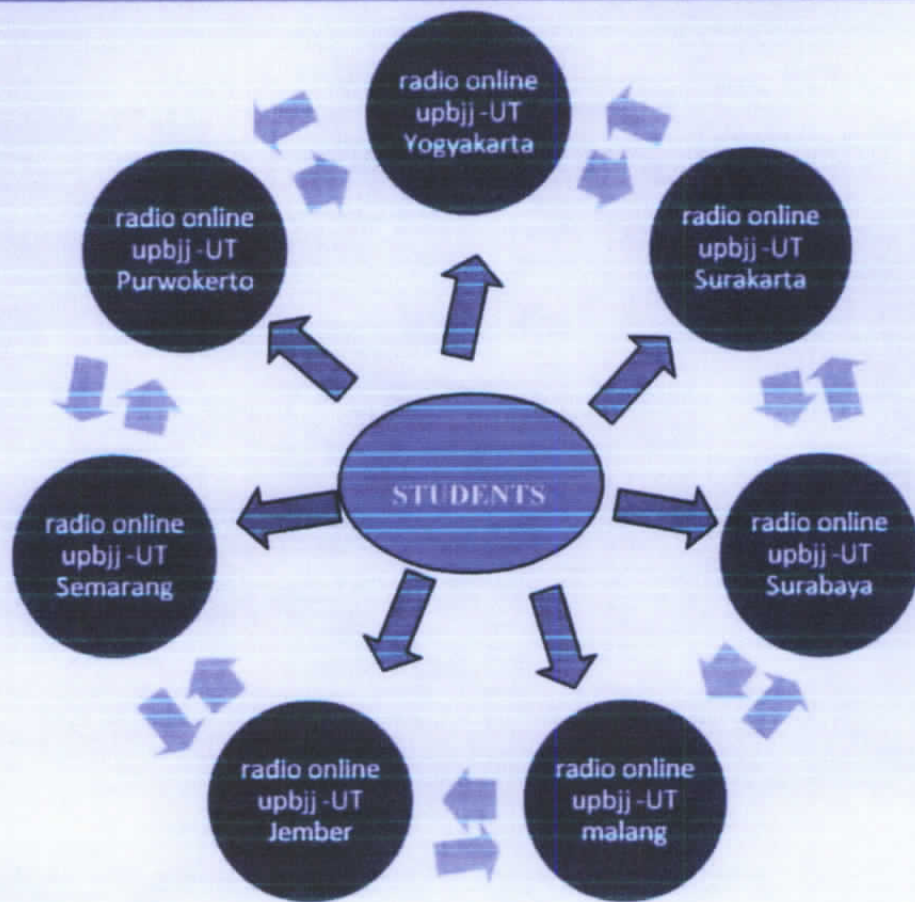 radio online
upbjj -UT
Yogyakarta
radio online
upbjj -UT
Purwokerto
radio online
upbjj -UT
Surakarta
STUDENTS
radio online
upbjj -UT
Semarang
radio online
upbjj -UT
Surabaya
radio online
upbjj -UT
Jember
radio online
upbjj -UT
malang